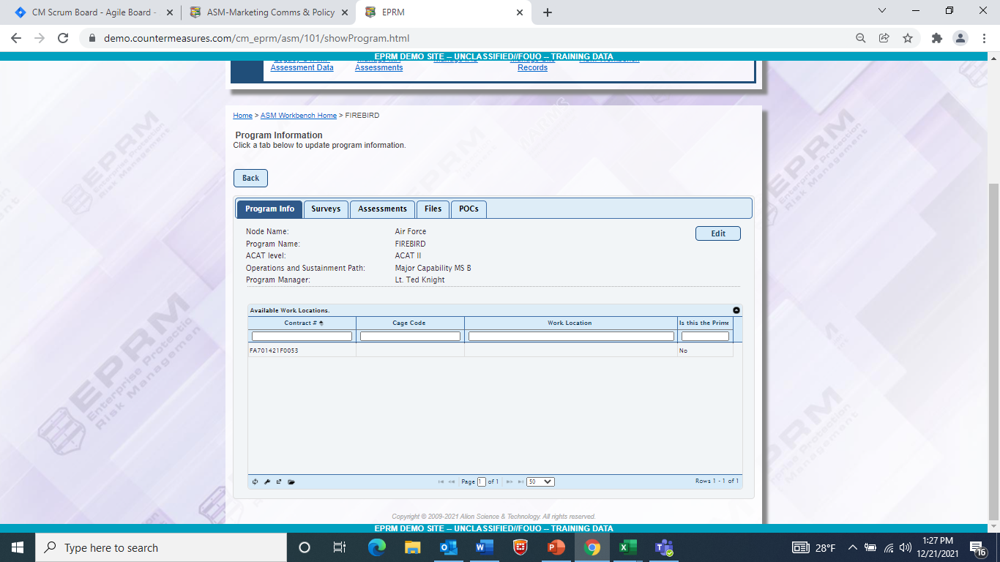 CM Scrum Board - Agile Board -
ASM-Marketing Comms & Policy
EPRM
demo.countermeasures.com/cm_eprm/asm/101/showProgram.html
EPRM DEMO SITE -- UNCLASSIFIED//FOUO -- TRAINING DATA
Assessment Data
Assessments
Records
Home > ASM Workbench Home > FIREBIRD
Program Information
Click a tab below to update program information.
Back
Program Info Surveys Assessments Files POCs
Node Name: Air Force
Edit
Program Name: FIREBIRD
ACAT level: ACAT II
Operations and Sustainment Path: Major Capability MS B
Program Manager: Lt. Ted Knight
Available Work Locations.
Contract # Cage Code Work Location Is this the Prime
FA701421F0053 No
Page 1 of 1 50 Rows 1 - 1 of 1
Copyright © 2009-2021 Alion Science & Technology. All rights reserved.
EPRM DEMO SITE -- UNCLASSIFIED//FOUO -- TRAINING DATA
EPRM
Enterprise Protection
Risk Management
Type here to search
28°F
1:27 PM
12/21/2021
16